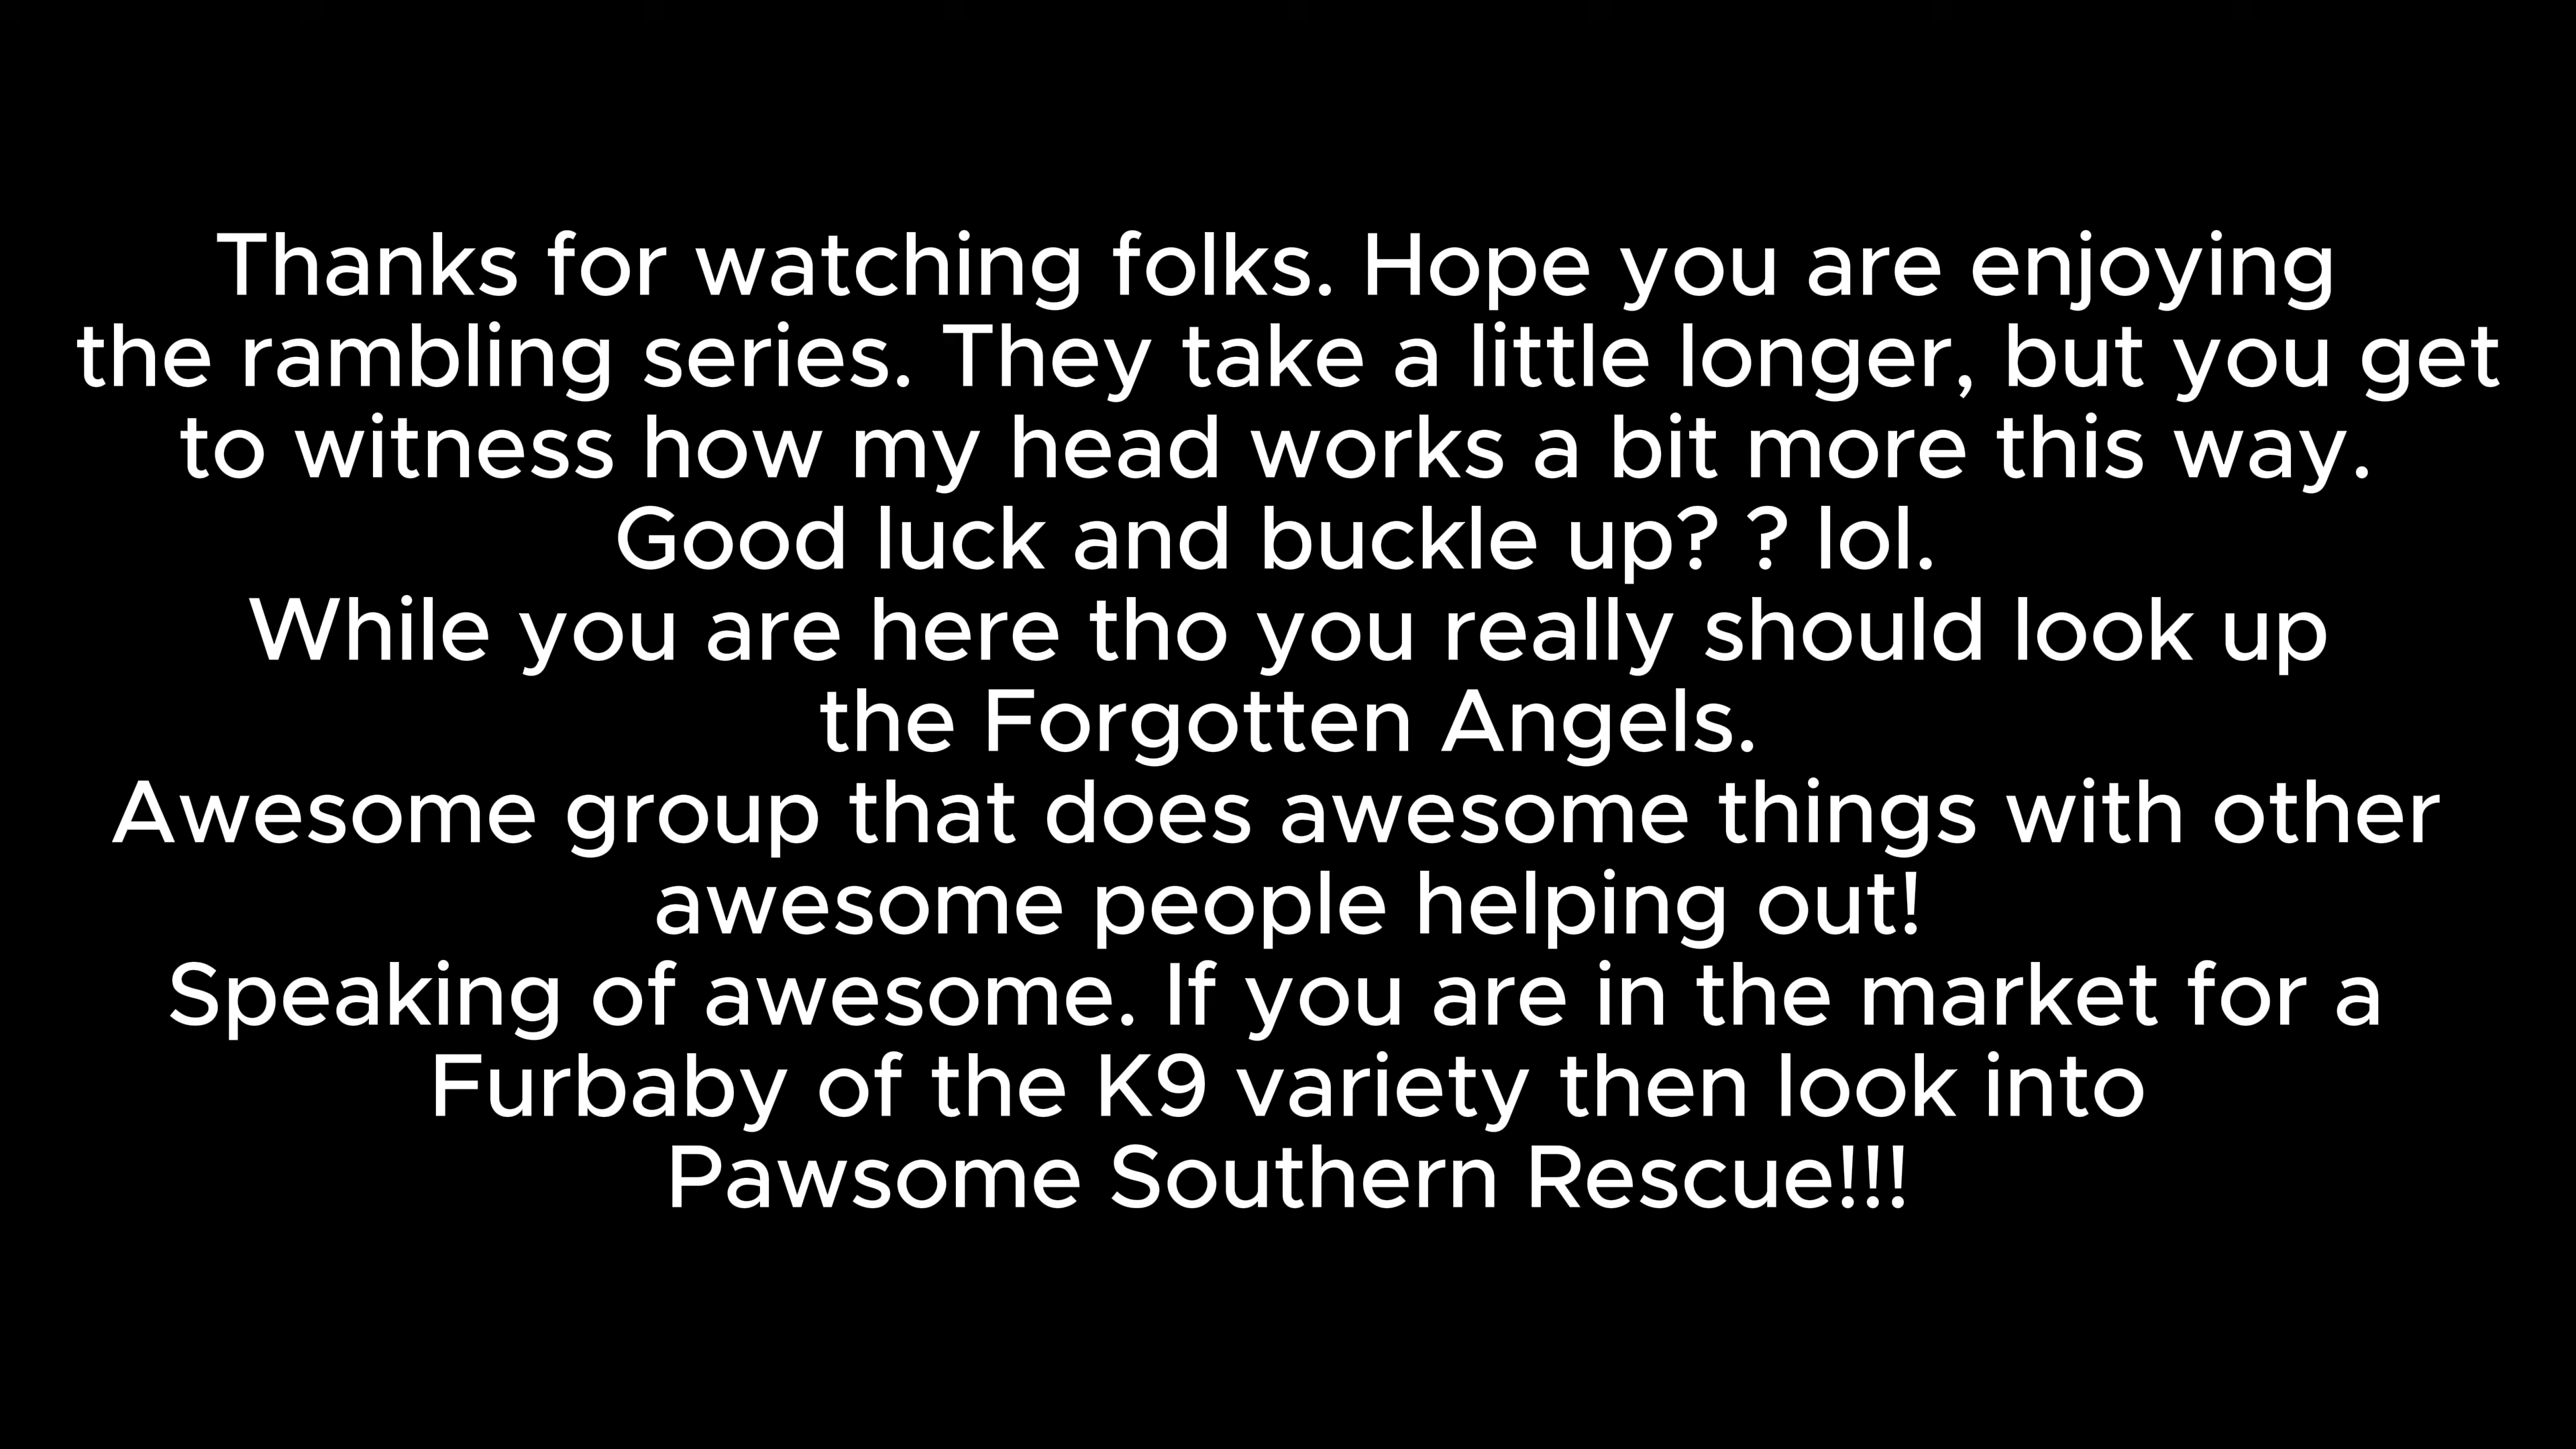 Thanks for watching folks. Hope you are enjoying
the rambling series. They take a little longer, but you get
to witness how my head works a bit more this way.
Good luck and buckle up? ? lol.
While you are here tho you really should look up
the Forgotten Angels.
Awesome group that does awesome things with other
awesome people helping out!
Speaking of awesome. If you are in the market for a
Furbaby of the K9 variety then look into
Pawsome Southern Rescue!!!